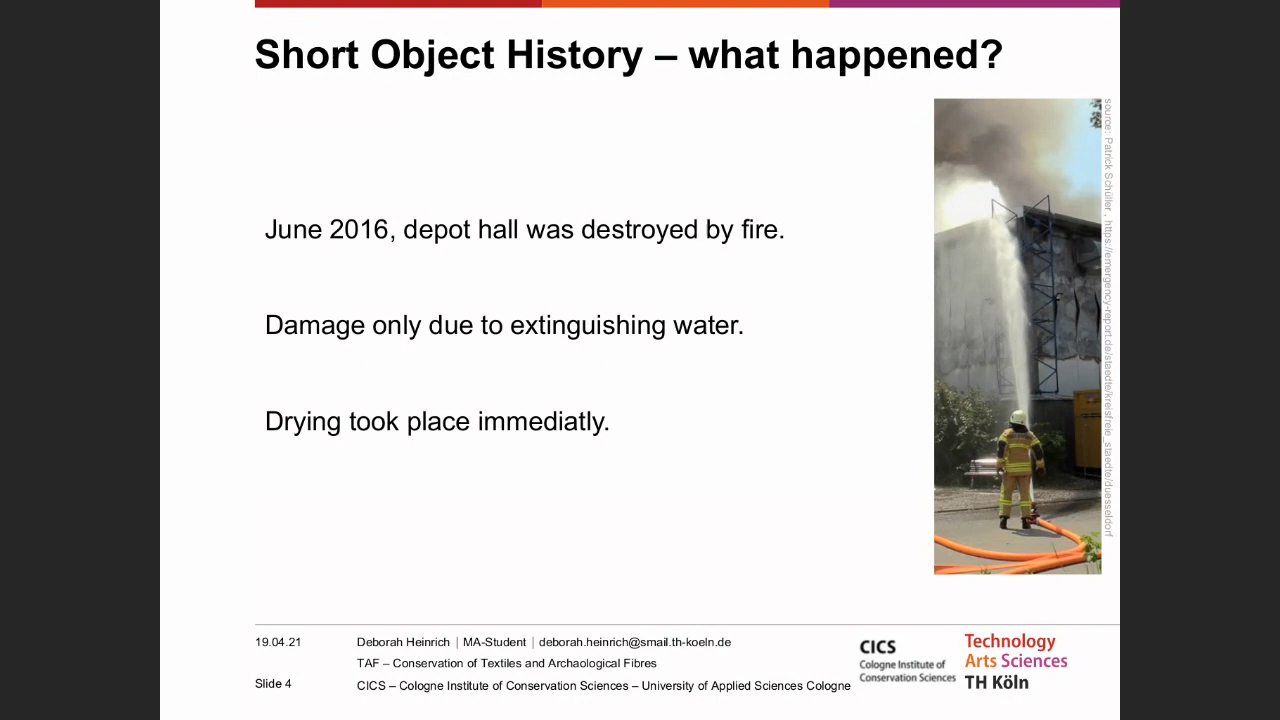 Short Object History – what happened?
source: Patrick Schüller, https://emergency-report.de/staedte/kreisfreie_staedte/duesseldorf
June 2016, depot hall was destroyed by fire.
Damage only due to extinguishing water.
Drying took place immediatly.
19.04.21
Deborah Heinrich | MA-Student | deborah.heinrich@smail.th-koeln.de
TAF – Conservation of Textiles and Archaological Fibres
Slide 4
CICS – Cologne Institute of Conservation Sciences – University of Applied Sciences Cologne
CICS
Cologne Institute of
Conservation Sciences
Technology
Arts Sciences
TH Köln